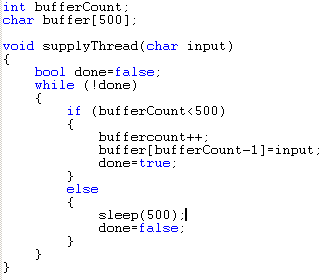 int bufferCount;
char buffer[500];
void supplyThread(char input)
{
bool done=false;
while (!done)
{
if (bufferCount<500)
{
buffercount++;
buffer[bufferCount-1]=input;
done=true;
}
else
{
sleep(500);
done=false;
}
}
}